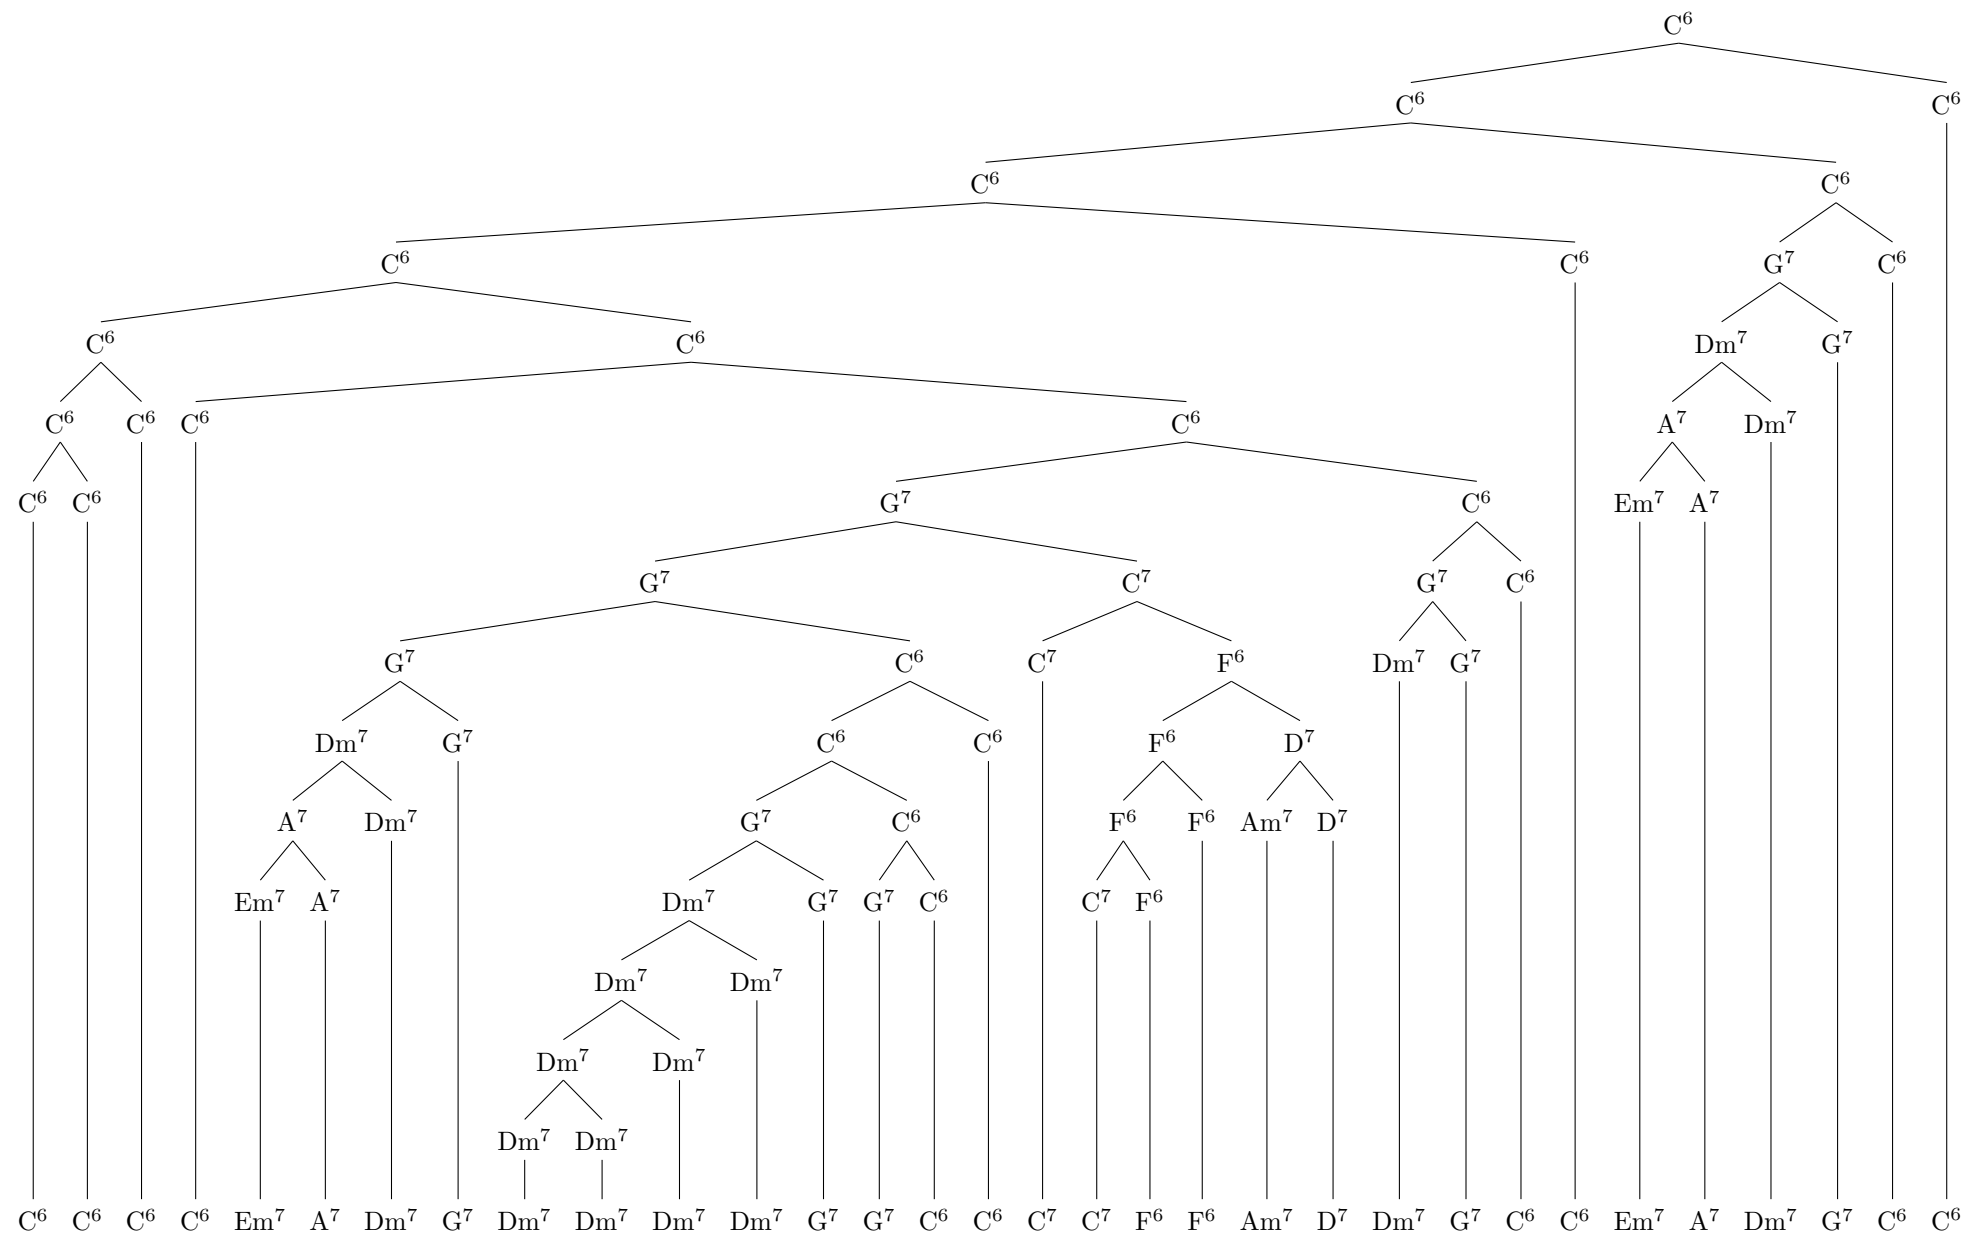 C⁶
C⁶ C⁶
C⁶ C⁶
C⁶ C⁶ G⁷ C⁶
C⁶ C⁶ Dm⁷ G⁷
C⁶ C⁶ C⁶ C⁶ A⁷ Dm⁷
C⁶ C⁶ G⁷ C⁶ Em⁷ A⁷
G⁷ C⁷ G⁷ C⁶
G⁷ C⁶ C⁷ F⁶ Dm⁷ G⁷
Dm⁷ G⁷ C⁶ C⁶ F⁶ D⁷
A⁷ Dm⁷ G⁷ C⁶ F⁶ F⁶ Am⁷ D⁷
Em⁷ A⁷ Dm⁷ G⁷ G⁷ C⁶ C⁷ F⁶
Dm⁷ Dm⁷
Dm⁷ Dm⁷
Dm⁷ Dm⁷
C⁶ C⁶ C⁶ C⁶ Em⁷ A⁷ Dm⁷ G⁷ Dm⁷ Dm⁷ Dm⁷ Dm⁷ G⁷ G⁷ C⁶ C⁶ C⁷ C⁷ F⁶ F⁶ Am⁷ D⁷ Dm⁷ G⁷ C⁶ C⁶ Em⁷ A⁷ Dm⁷ G⁷ C⁶ C⁶